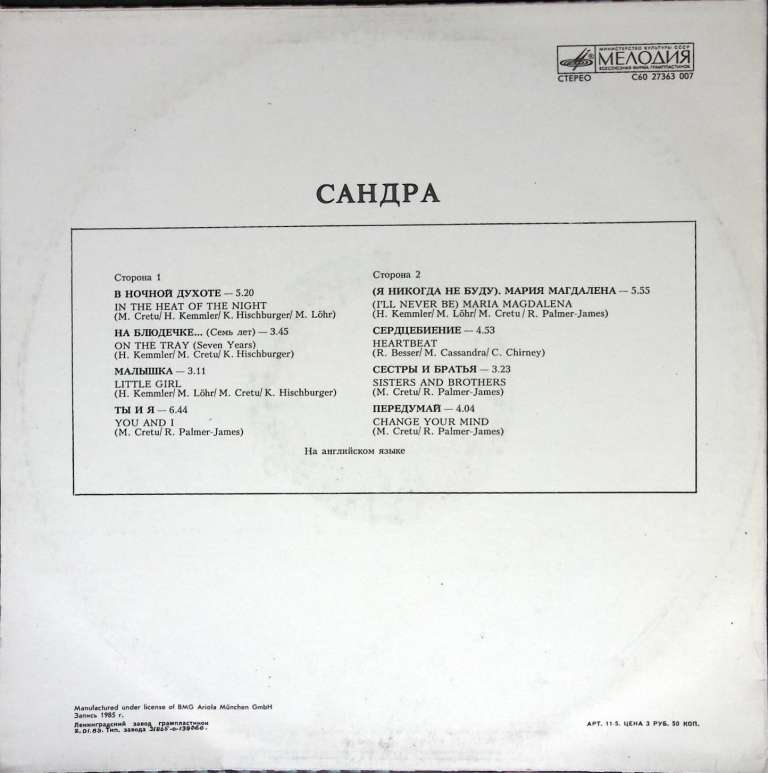 МИНИСТЕРСТВО КУЛЬТУРЫ СССР
МЕЛОДИЯ
ВСЕСОЮЗНАЯ ФИРМА ГРАМПЛАСТИНОК
СТЕРЕО С60 27363 007
САНДРА
Сторона 1
В НОЧНОЙ ДУХОТЕ — 5.20
IN THE HEAT OF THE NIGHT
(M. Cretu/ H. Kemmler/ K. Hischburger/ M. Löhr)
НА БЛЮДЕЧКЕ... (Семь лет) — 3.45
ON THE TRAY (Seven Years)
(H. Kemmler/ M. Cretu/ K. Hischburger)
МАЛЫШКА — 3.11
LITTLE GIRL
(H. Kemmler/ M. Löhr/ M. Cretu/ K. Hischburger)
ТЫ И Я — 6.44
YOU AND I
(M. Cretu/ R. Palmer-James)
Сторона 2
(Я НИКОГДА НЕ БУДУ). МАРИЯ МАГДАЛЕНА — 5.55
(I'LL NEVER BE) MARIA MAGDALENA
(H. Kemmler/ M. Löhr/ M. Cretu / R. Palmer-James)
СЕРДЦЕБИЕНИЕ — 4.53
HEARTBEAT
(R. Besser/ M. Cassandra/ C. Chirney)
СЕСТРЫ И БРАТЬЯ — 3.23
SISTERS AND BROTHERS
(M. Cretu/ R. Palmer-James)
ПЕРЕДУМАЙ — 4.04
CHANGE YOUR MIND
(M. Cretu/ R. Palmer-James)
На английском языке
Manufactured under license of BMG Ariola München GmbH
Запись 1985 г.
Ленинградский завод грампластинок
Тип. завода
АРТ. 11-5. ЦЕНА 3 РУБ. 50 КОП.